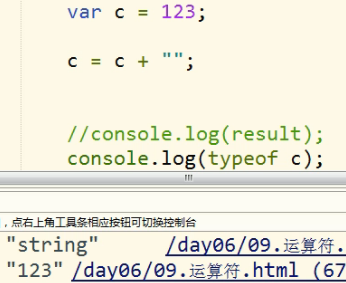 var c = 123;
c = c + "";
//console.log(result);
console.log(typeof c);
，点右上角工具条相应按钮可切换控制台
"string" /day06/09.运算符.
"123" /day06/09.运算符.html (67